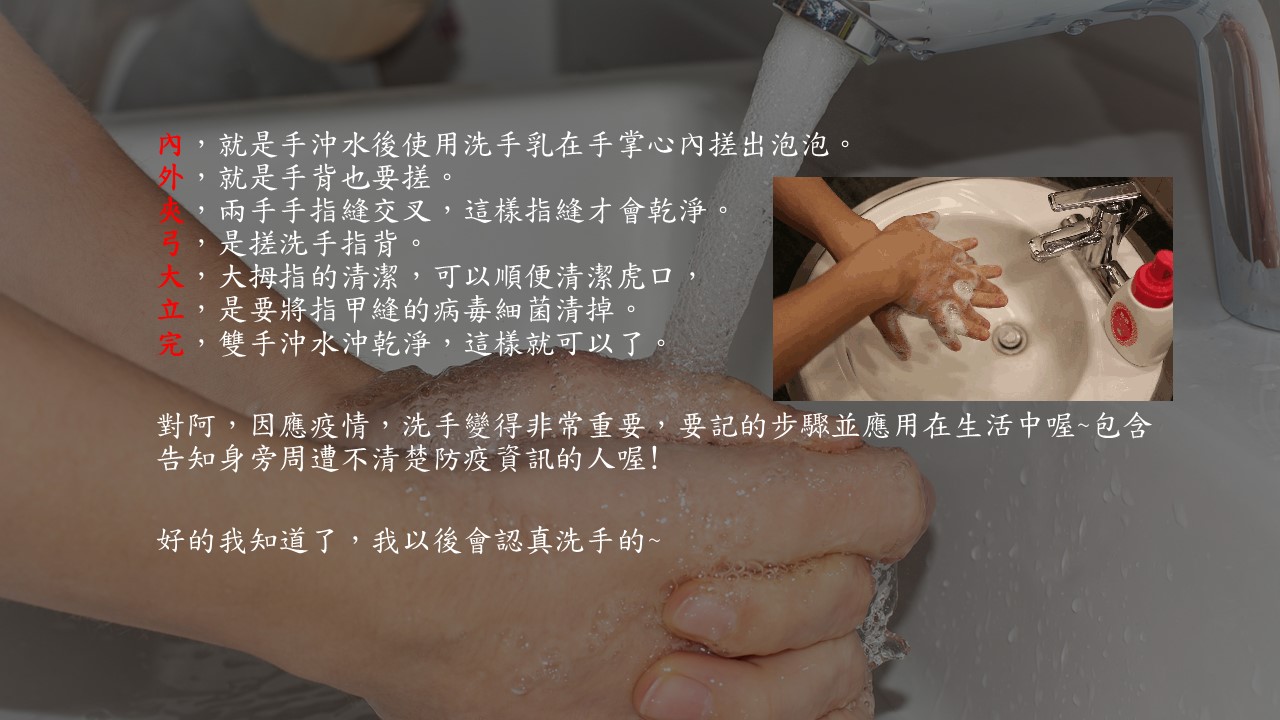 內，就是手沖水後使用洗手乳在手掌心內搓出泡泡。
外，就是手背也要搓。
夾，兩手手指縫交叉，這樣指縫才會乾淨。
弓，是搓洗手指背。
大，大拇指的清潔，可以順便清潔虎口，
立，是要將指甲縫的病毒細菌清掉。
完，雙手沖水沖乾淨，這樣就可以了。
對阿，因應疫情，洗手變得非常重要，要記的步驟並應用在生活中喔~包含
告知身旁周遭不清楚防疫資訊的人喔!
好的我知道了，我以後會認真洗手的~